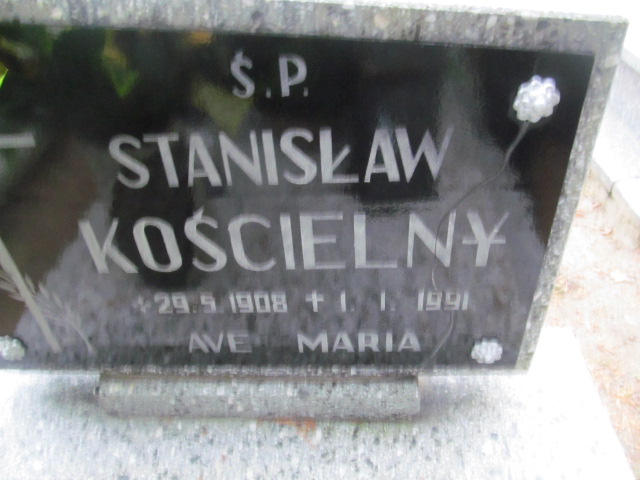 Ś.P.
STANISŁAW
KOŚCIELNY
* 29.5.1908 ✝ 1.1.1991
AVE MARIA